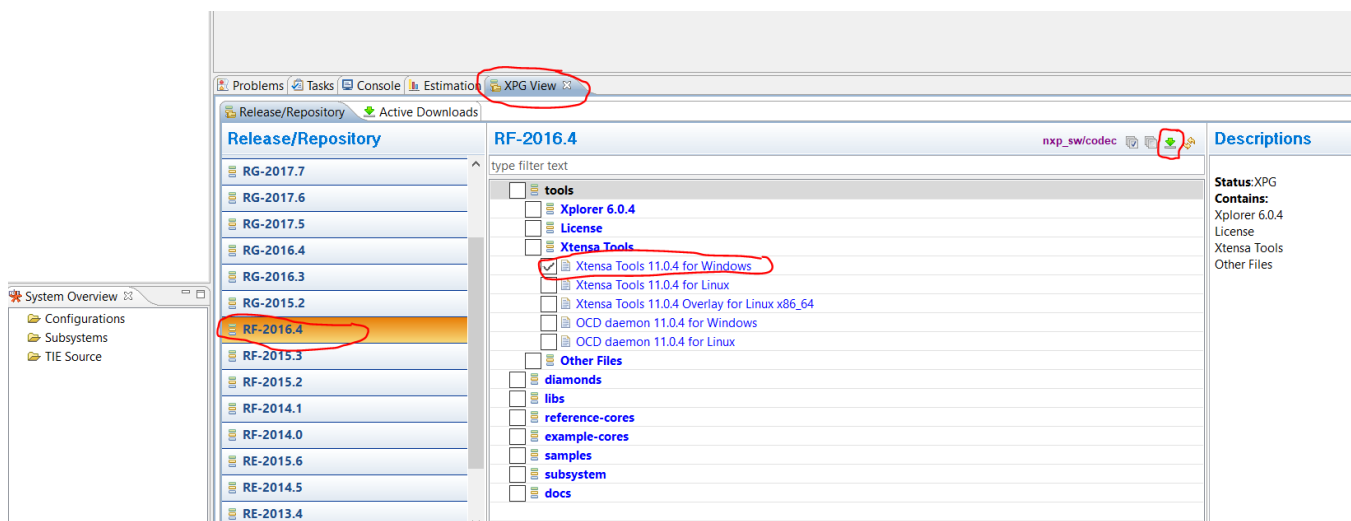 Problems Tasks Console Estimation XPG View
Release/Repository Active Downloads
Release/Repository
RG-2017.7
RG-2017.6
RG-2017.5
RG-2016.4
RG-2016.3
RG-2015.2
RF-2016.4
RF-2015.3
RF-2015.2
RF-2014.1
RF-2014.0
RE-2015.6
RE-2014.5
RE-2013.4
RF-2016.4 nxp_sw/codec
type filter text
tools
Xplorer 6.0.4
License
Xtensa Tools
Xtensa Tools 11.0.4 for Windows
Xtensa Tools 11.0.4 for Linux
Xtensa Tools 11.0.4 Overlay for Linux x86_64
OCD daemon 11.0.4 for Windows
OCD daemon 11.0.4 for Linux
Other Files
diamonds
libs
reference-cores
example-cores
samples
subsystem
docs
Descriptions
Status:XPG
Contains:
Xplorer 6.0.4
License
Xtensa Tools
Other Files
System Overview
Configurations
Subsystems
TIE Source